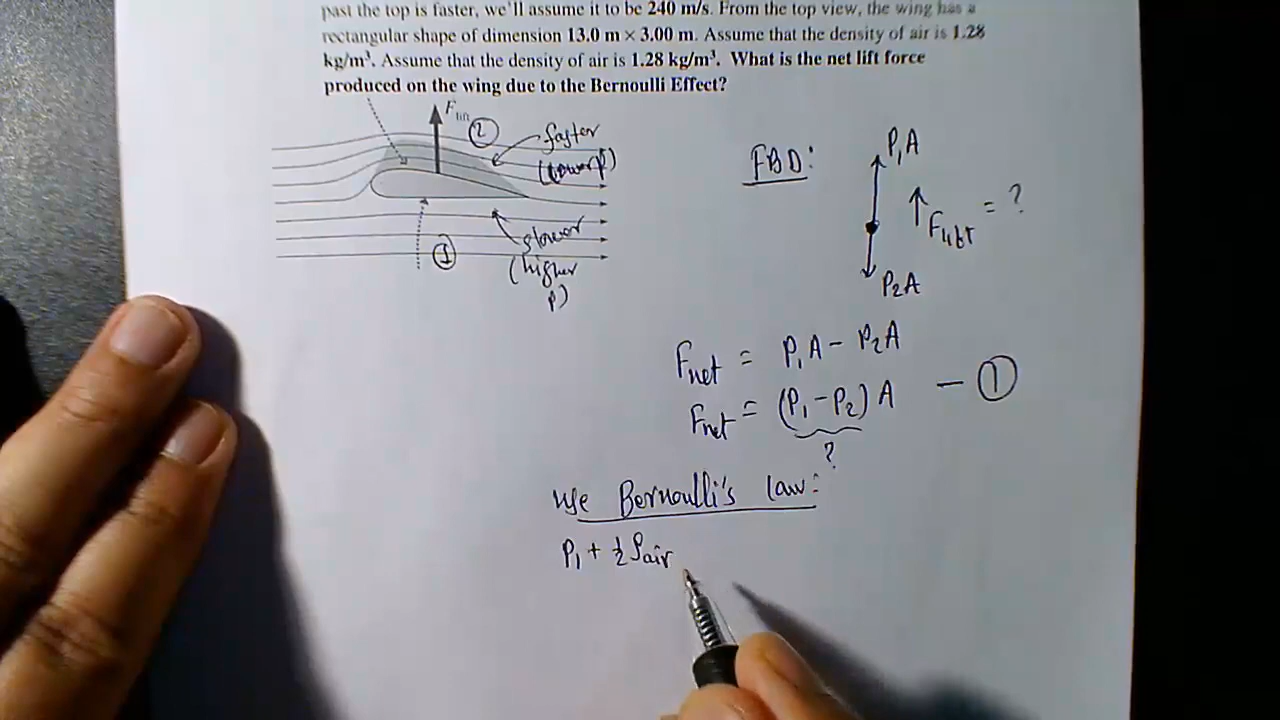 past the top is faster, we'll assume it to be 240 m/s. From the top view, the wing has a
rectangular shape of dimension 13.0 m × 3.00 m. Assume that the density of air is 1.28
kg/m³. Assume that the density of air is 1.28 kg/m³. What is the net lift force
produced on the wing due to the Bernoulli Effect?
F lift
②
faster
(lower P)
①
slower
(higher
P)
FBD:
P₁A
F lift = ?
P₂A
Fnet = P₁A - P₂A
Fnet = (P₁ - P₂) A — ①
?
use Bernoulli's law:
P₁ + ½ ρair